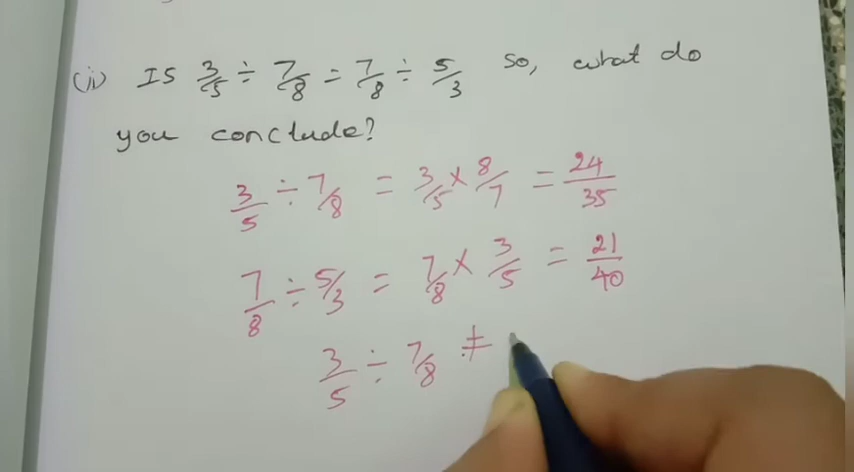 (ii) Is 3/5 ÷ 7/8 = 7/8 ÷ 5/3 so, what do
you conclude?
3/5 ÷ 7/8 = 3/5 × 8/7 = 24/35
7/8 ÷ 5/3 = 7/8 × 3/5 = 21/40
3/5 ÷ 7/8 ≠